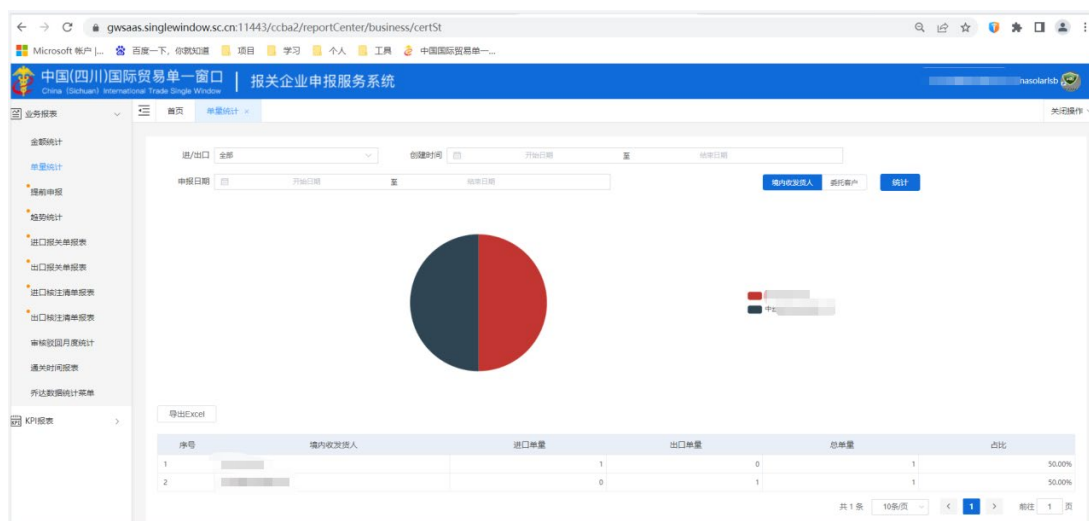 gwsaas.singlewindow.sc.cn:11443/ccba2/reportCenter/business/certSt
Microsoft 帐户 |... 百度一下，你就知道 项目 学习 个人 工具 中国国际贸易单一...
中国(四川)国际贸易单一窗口 | 报关企业申报服务系统
China (Sichuan) International Trade Single Window
nasolarlsb
业务报表 首页 单量统计 × 关闭操作
金额统计
单量统计
提前申报
趋势统计
进口报关单报表
出口报关单报表
进口核注清单报表
出口核注清单报表
审核驳回月度统计
通关时间报表
乔达数据统计菜单
KPI报表
进/出口 全部 创建时间 开始日期 至 结束日期
申报日期 开始日期 至 结束日期 境内收发货人 委托客户 统计
导出Excel
序号 境内收发货人 进口单量 出口单量 总单量 占比
1 1 0 1 50.00%
2 0 1 1 50.00%
共 1 条 10条/页 < 1 > 前往 1 页